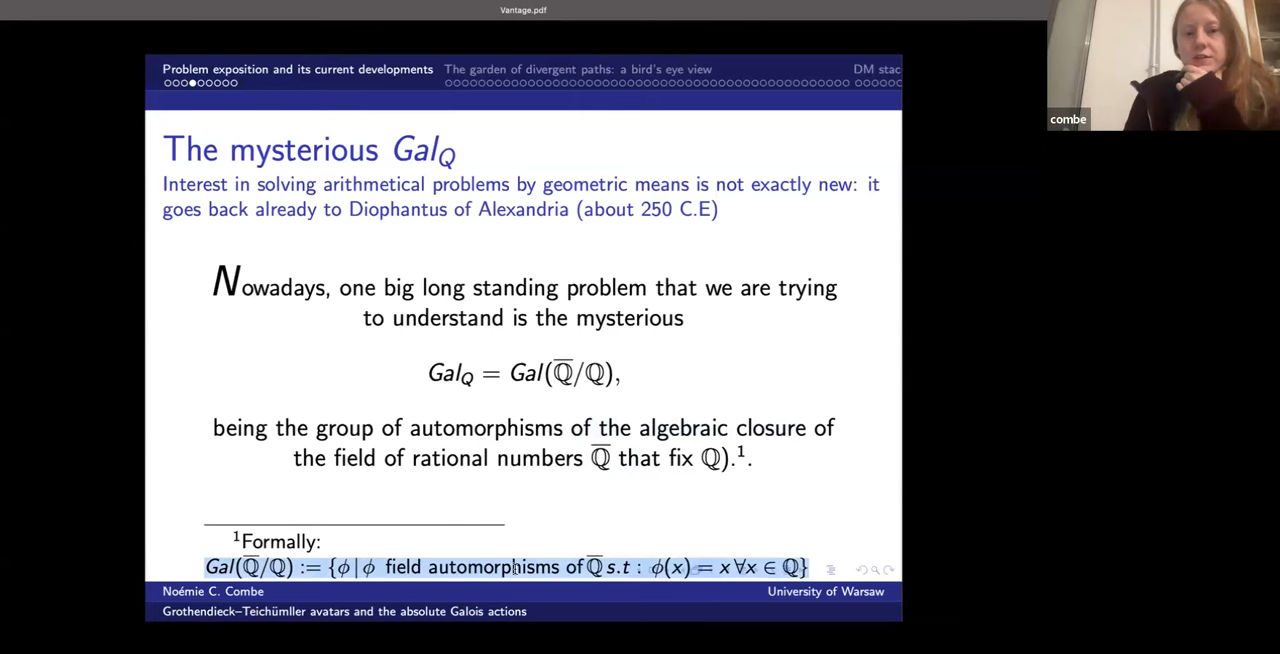 Vantage.pdf
combe
Problem exposition and its current developments The garden of divergent paths: a bird's eye view DM stac
The mysterious Gal_Q
Interest in solving arithmetical problems by geometric means is not exactly new: it
goes back already to Diophantus of Alexandria (about 250 C.E)
Nowadays, one big long standing problem that we are trying
to understand is the mysterious
Gal_Q = Gal(ℚ̅/ℚ),
being the group of automorphisms of the algebraic closure of
the field of rational numbers ℚ̅ that fix ℚ).¹.
¹Formally:
Gal(ℚ̅/ℚ) := {ϕ | ϕ field automorphisms of ℚ̅ s.t : ϕ(x) = x ∀x ∈ ℚ}
Noémie C. Combe University of Warsaw
Grothendieck–Teichümller avatars and the absolute Galois actions